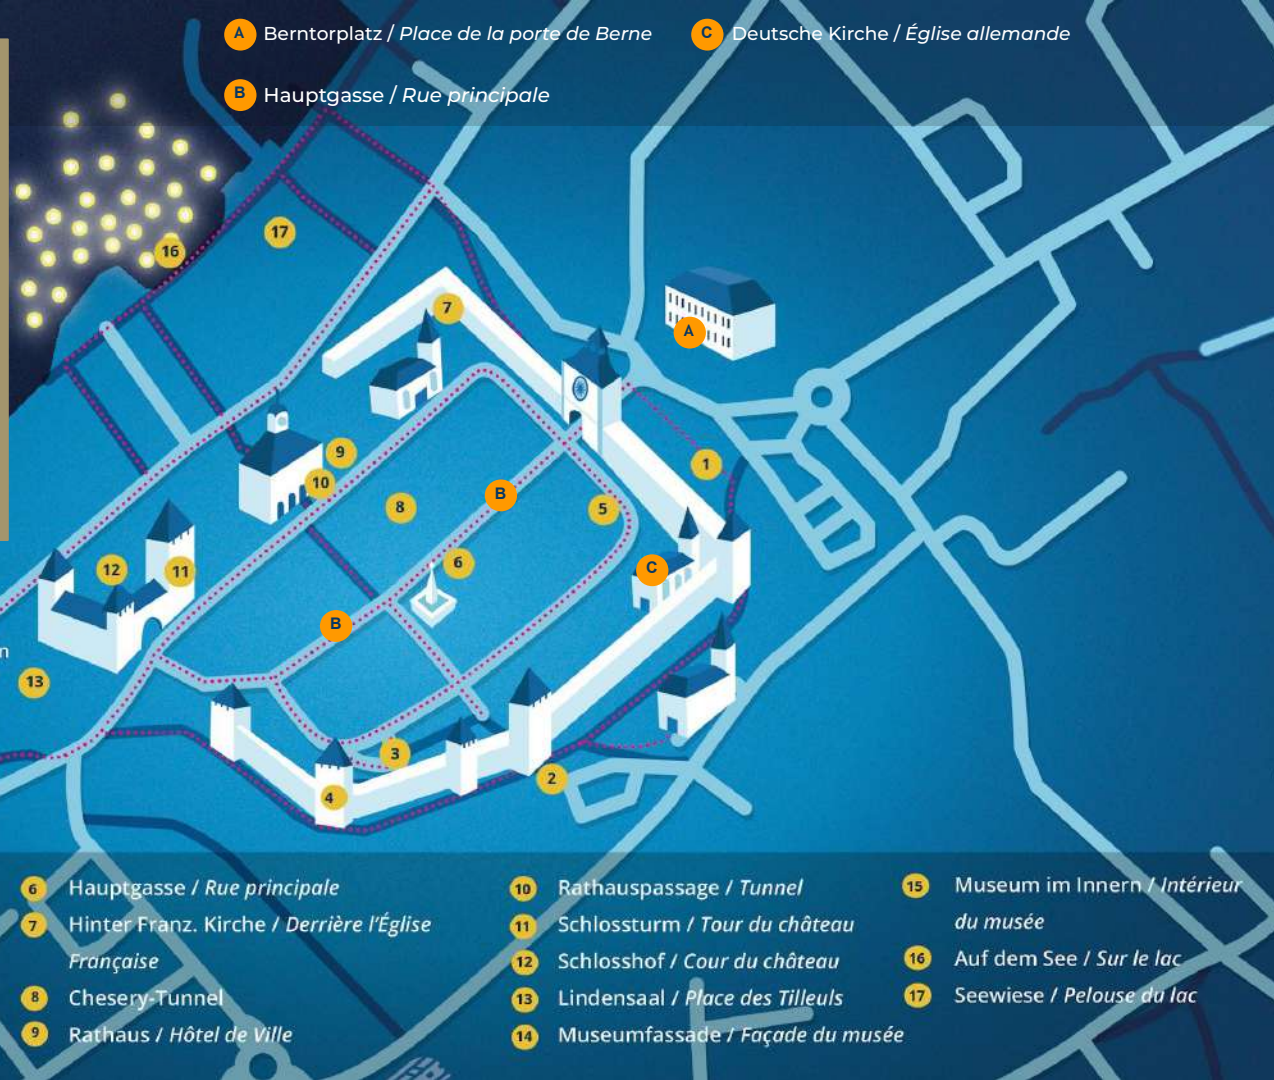 A Berntorplatz / Place de la porte de Berne
C Deutsche Kirche / Église allemande
B Hauptgasse / Rue principale
16
17
7
A
9
10
1
8
B
5
6
C
12
11
B
n
13
3
2
4
6 Hauptgasse / Rue principale
7 Hinter Franz. Kirche / Derrière l'Église
Française
8 Chesery-Tunnel
9 Rathaus / Hôtel de Ville
10 Rathauspassage / Tunnel
11 Schlossturm / Tour du château
12 Schlosshof / Cour du château
13 Lindensaal / Place des Tilleuls
14 Museumfassade / Façade du musée
15 Museum im Innern / Intérieur
du musée
16 Auf dem See / Sur le lac
17 Seewiese / Pelouse du lac